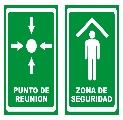 PUNTO DE
REUNION
ZONA DE
SEGURIDAD